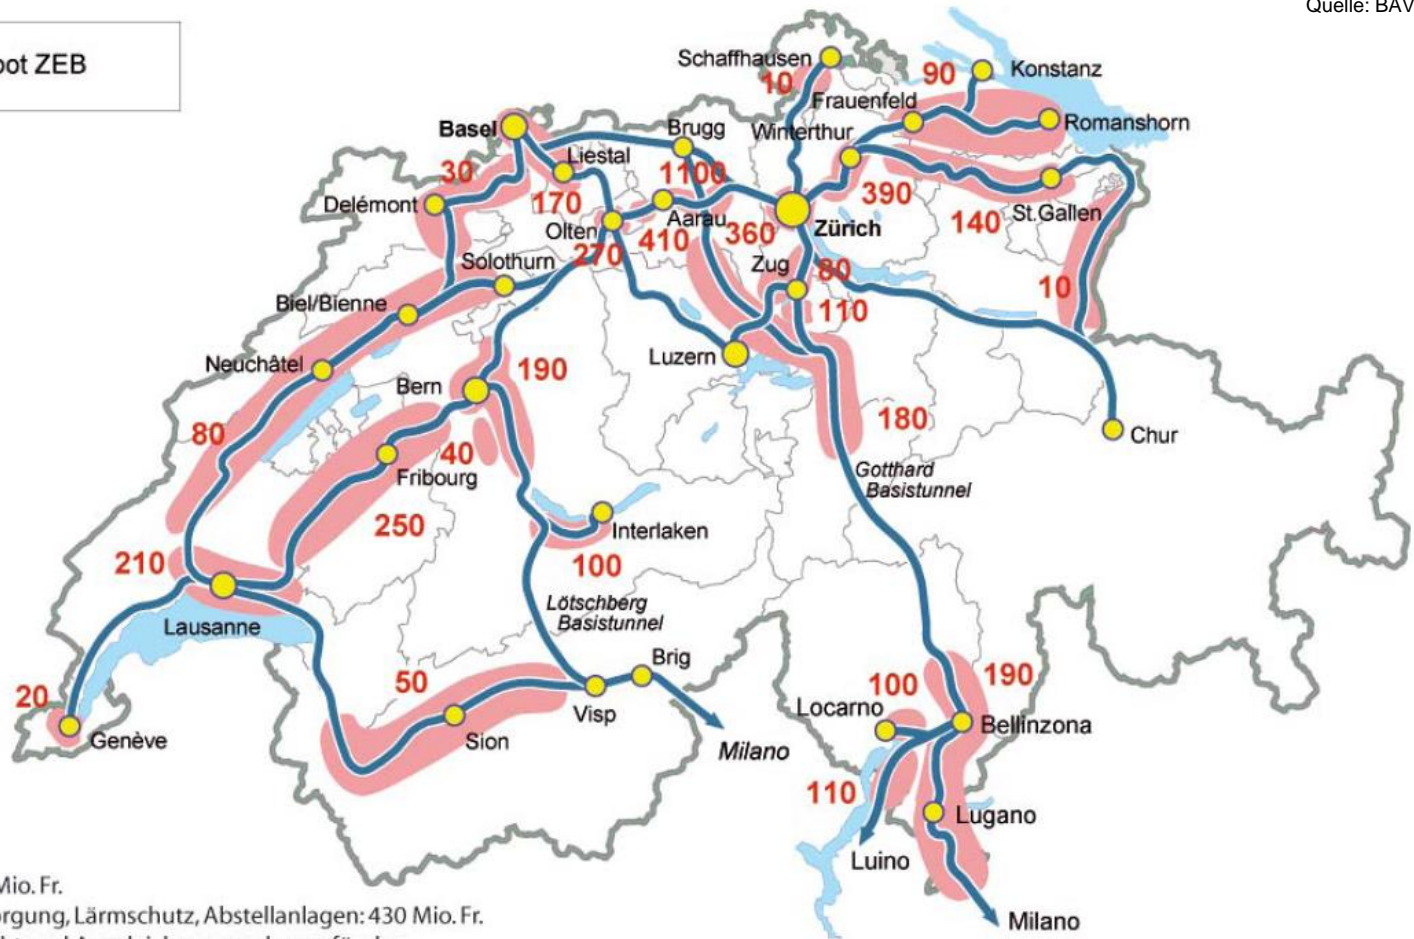 Quelle: BAV
ZEB
Schaffhausen
10
90
Konstanz
Frauenfeld
Romanshorn
Basel
Brugg
Winterthur
Liestal
30
1100
170
390
Delémont
Aarau
140
St.Gallen
Olten
410
360
Zürich
270
Solothurn
Zug
80
10
Biel/Bienne
110
Luzern
Neuchâtel
190
Bern
180
Chur
80
40
Fribourg
Gotthard
Basistunnel
250
Interlaken
210
100
Lötschberg
Basistunnel
Lausanne
Brig
50
100
190
20
Locarno
Visp
Bellinzona
Genève
Sion
Milano
110
Lugano
Luino
Mio. Fr.
Lärmschutz, Abstellanlagen: 430 Mio. Fr.
Milano